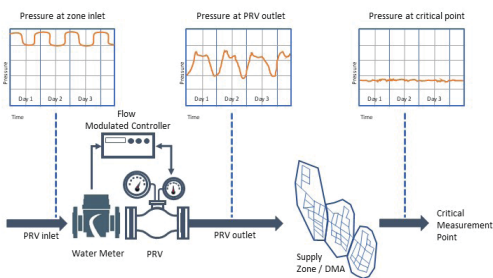 Pressure at zone inlet
Pressure at PRV outlet
Pressure at critical point
Pressure
Pressure
Pressure
Day 1 Day 2 Day 3
Day 1 Day 2 Day 3
Day 1 Day 2 Day 3
Time
Time
Time
Flow
Modulated Controller
PRV inlet
Water Meter
PRV
PRV outlet
Supply
Zone / DMA
Critical
Measurement
Point